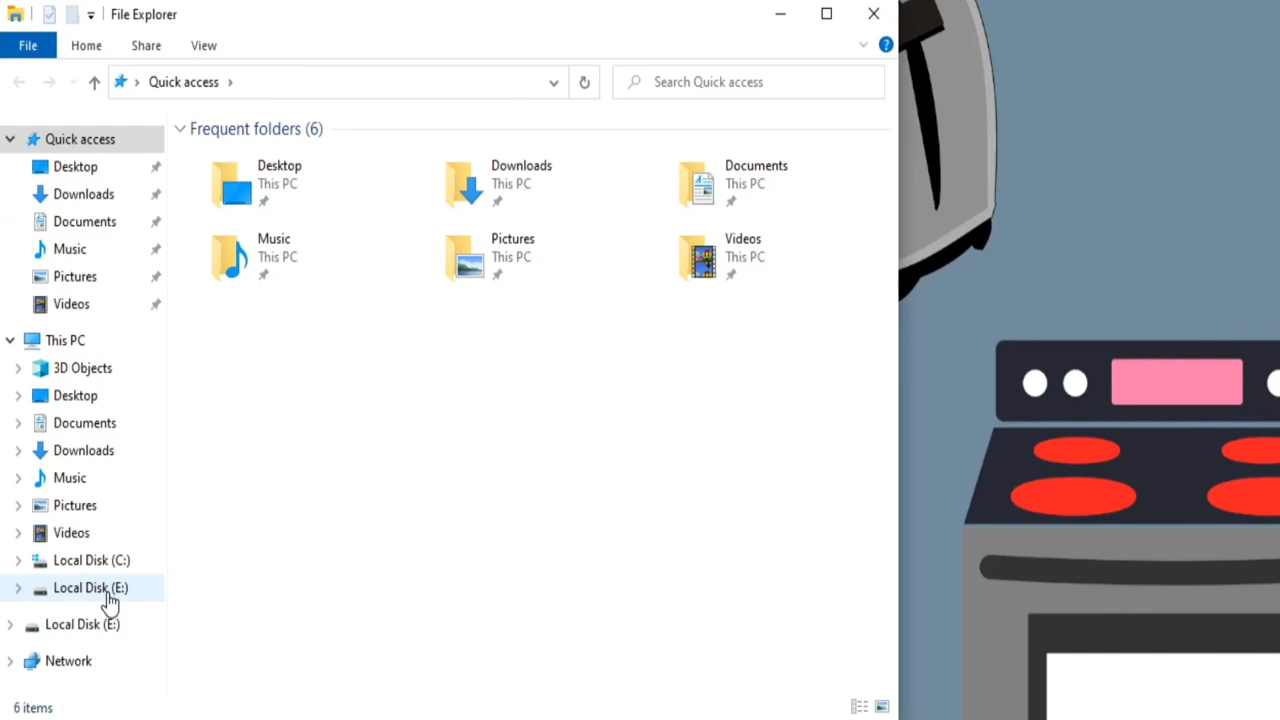 File Explorer
File Home Share View
Quick access
Search Quick access
Quick access
Desktop
Downloads
Documents
Music
Pictures
Videos
This PC
3D Objects
Desktop
Documents
Downloads
Music
Pictures
Videos
Local Disk (C:)
Local Disk (E:)
Local Disk (E:)
Network
Frequent folders (6)
Desktop
This PC
Downloads
This PC
Documents
This PC
Music
This PC
Pictures
This PC
Videos
This PC
6 items